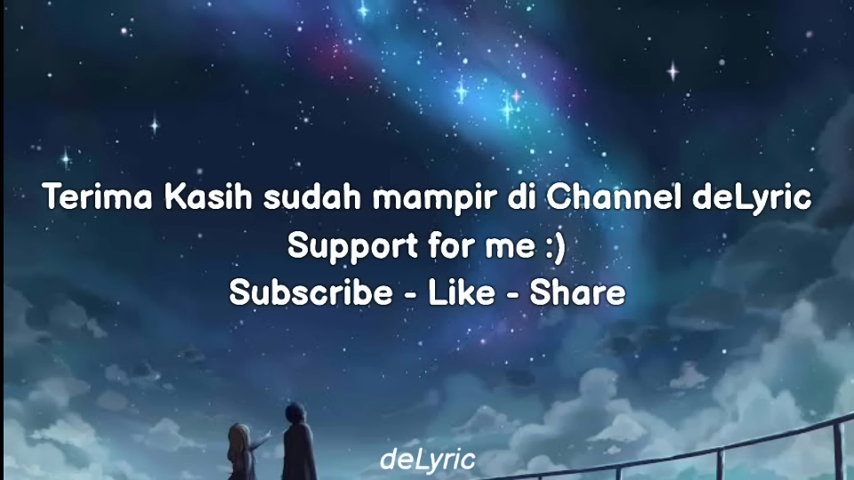 Terima Kasih sudah mampir di Channel deLyric
Support for me :)
Subscribe - Like - Share
deLyric